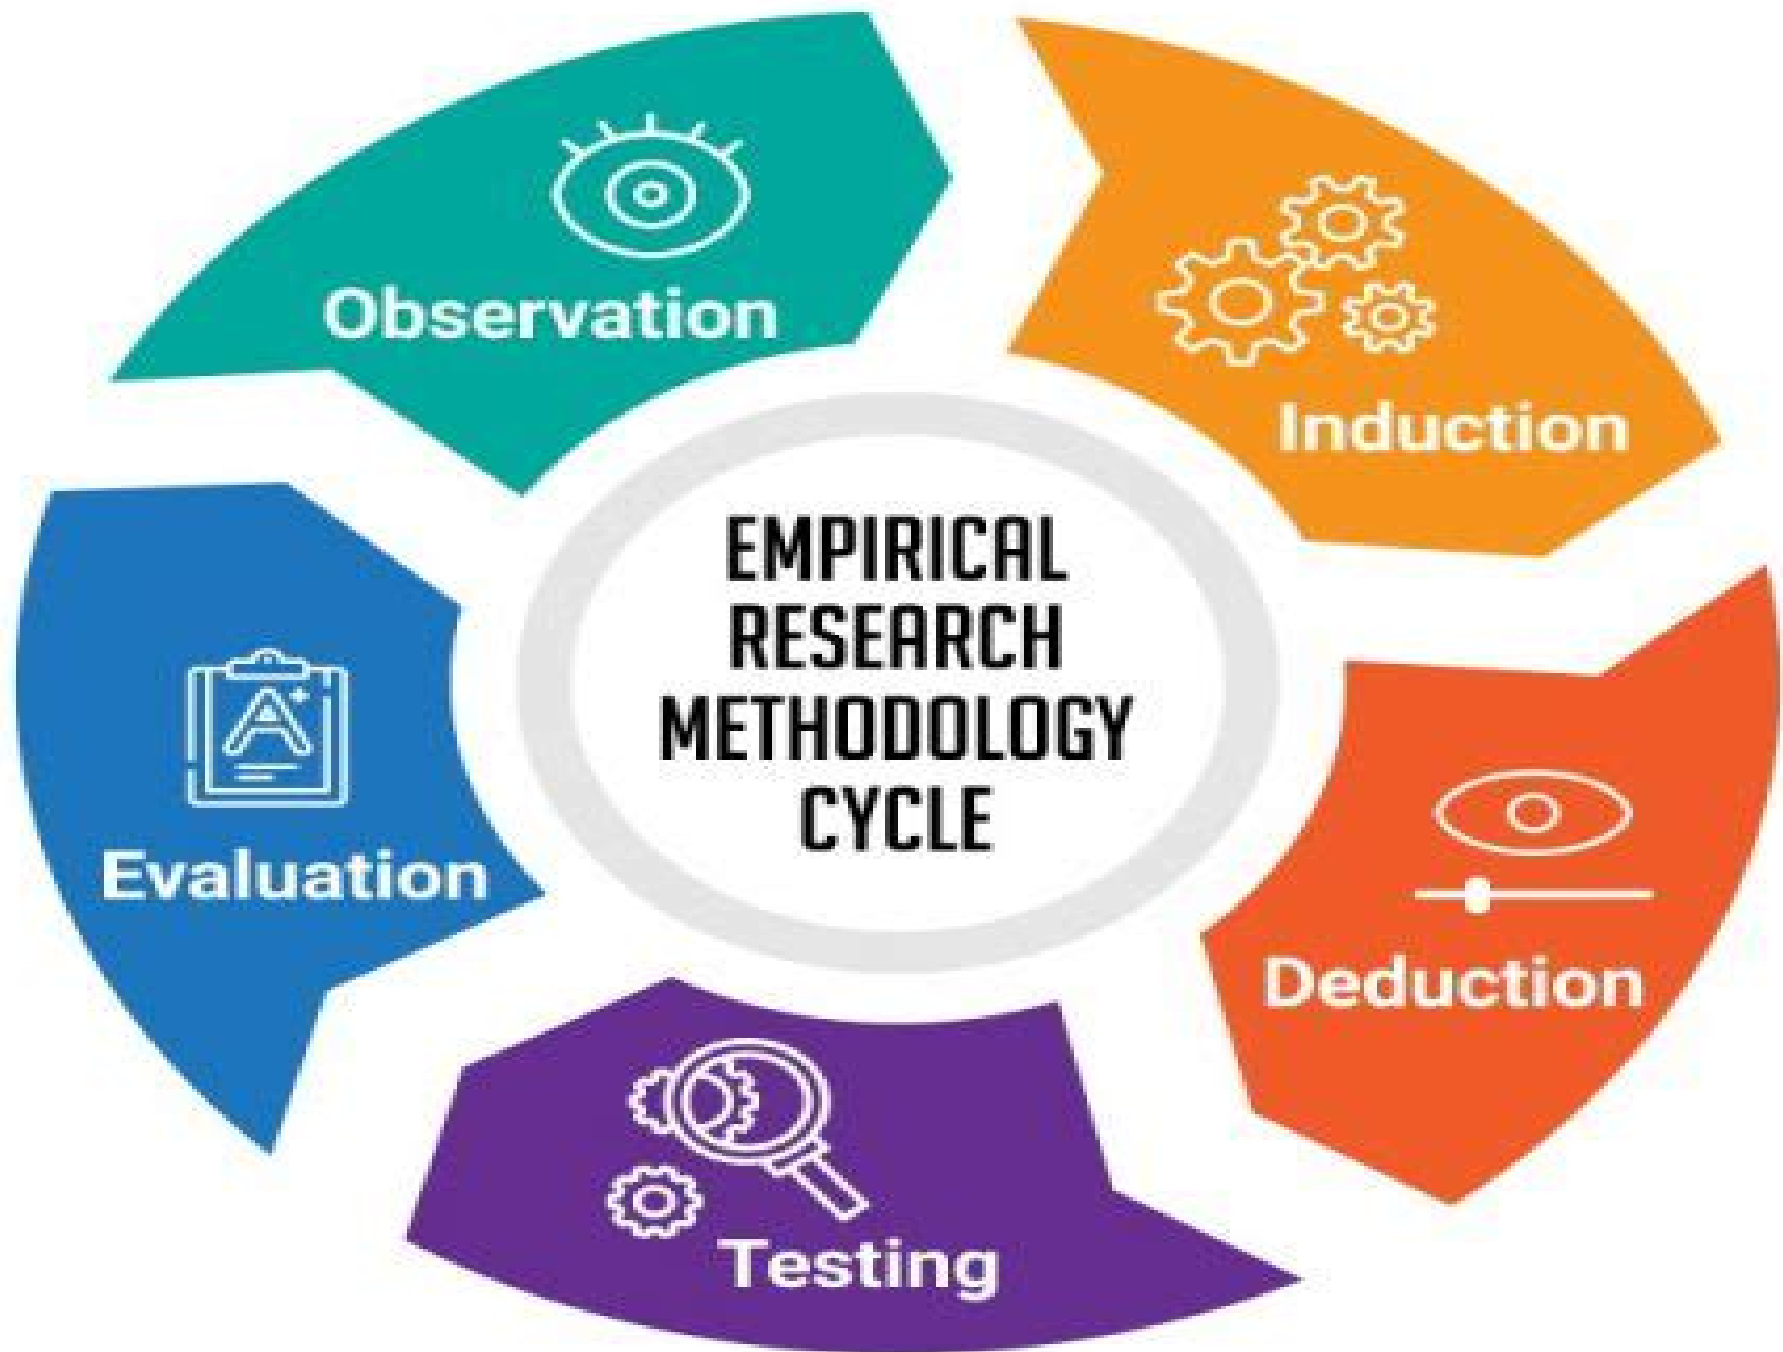 Observation
Induction
EMPIRICAL
RESEARCH
METHODOLOGY
CYCLE
Deduction
Testing
Evaluation
A+